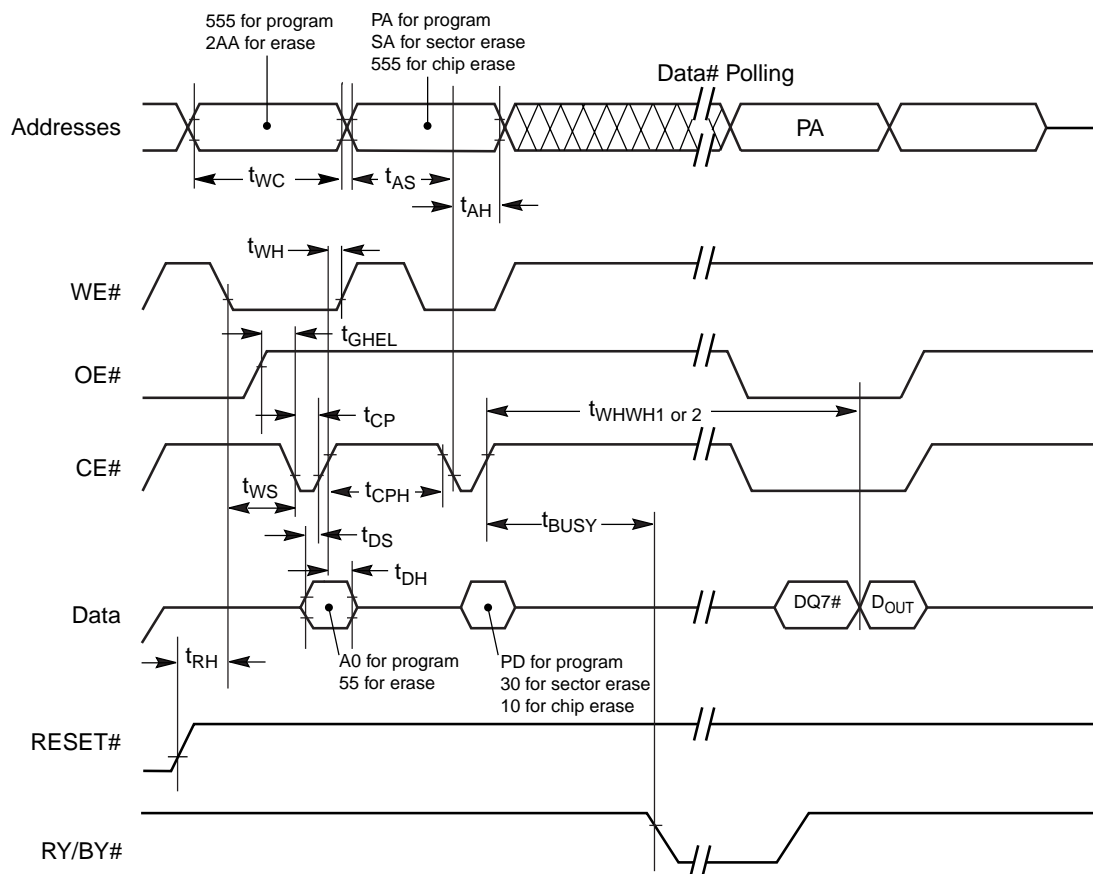 555 for program
2AA for erase
PA for program
SA for sector erase
555 for chip erase
Data# Polling
Addresses
PA
tWC
tAS
tAH
tWH
WE#
tGHEL
OE#
tWHWH1 or 2
tCP
CE#
tWS
tCPH
tBUSY
tDS
tDH
Data
DQ7#
DOUT
tRH
A0 for program
55 for erase
PD for program
30 for sector erase
10 for chip erase
RESET#
RY/BY#